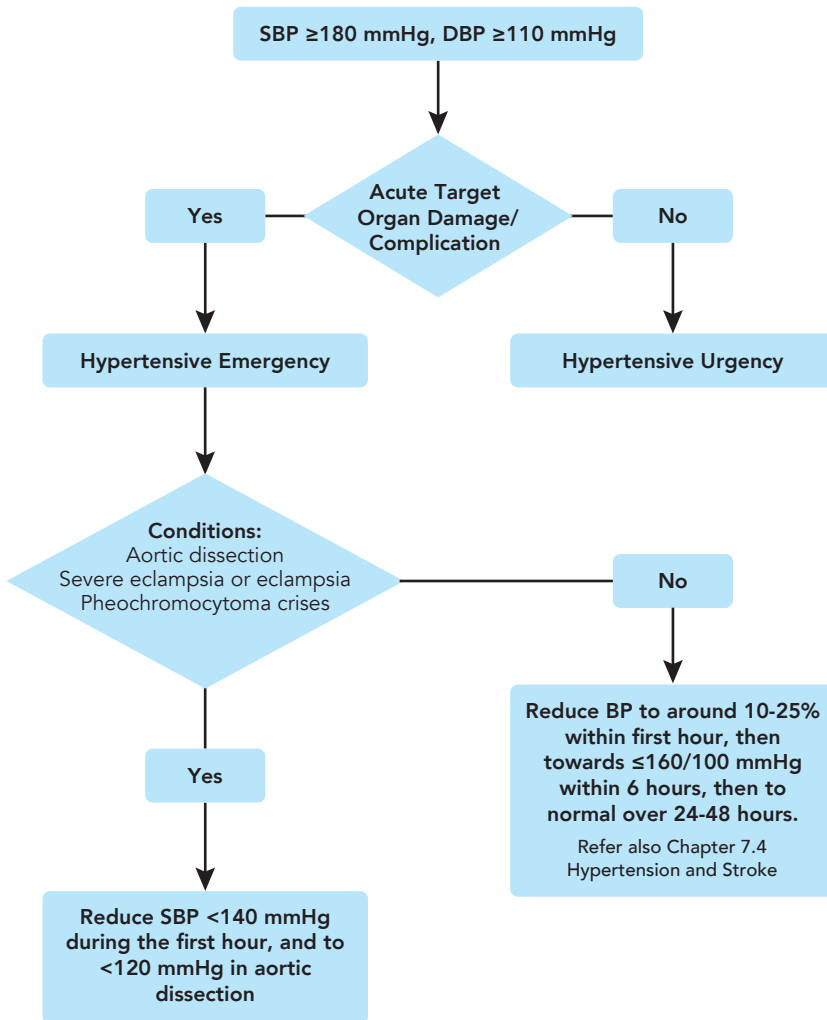 SBP ≥180 mmHg, DBP ≥110 mmHg
Acute Target
Organ Damage/
Complication
Yes
No
Hypertensive Emergency
Hypertensive Urgency
Conditions:
Aortic dissection
Severe eclampsia or eclampsia
Pheochromocytoma crises
No
Yes
Reduce BP to around 10-25%
within first hour, then
towards ≤160/100 mmHg
within 6 hours, then to
normal over 24-48 hours.
Refer also Chapter 7.4
Hypertension and Stroke
Reduce SBP <140 mmHg
during the first hour, and to
<120 mmHg in aortic
dissection